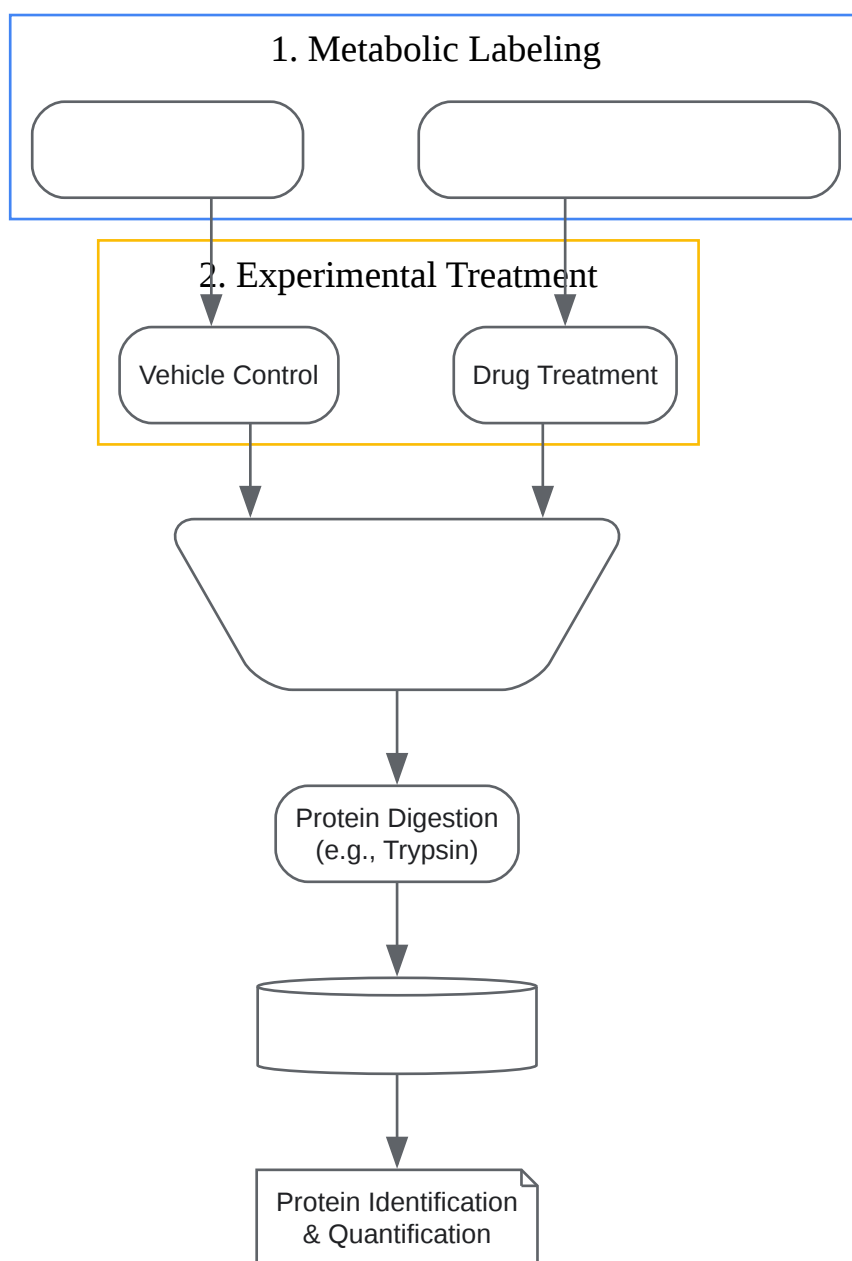 1. Metabolic Labeling
2. Experimental Treatment
Vehicle Control
Drug Treatment
Protein Digestion
(e.g., Trypsin)
Protein Identification
& Quantification